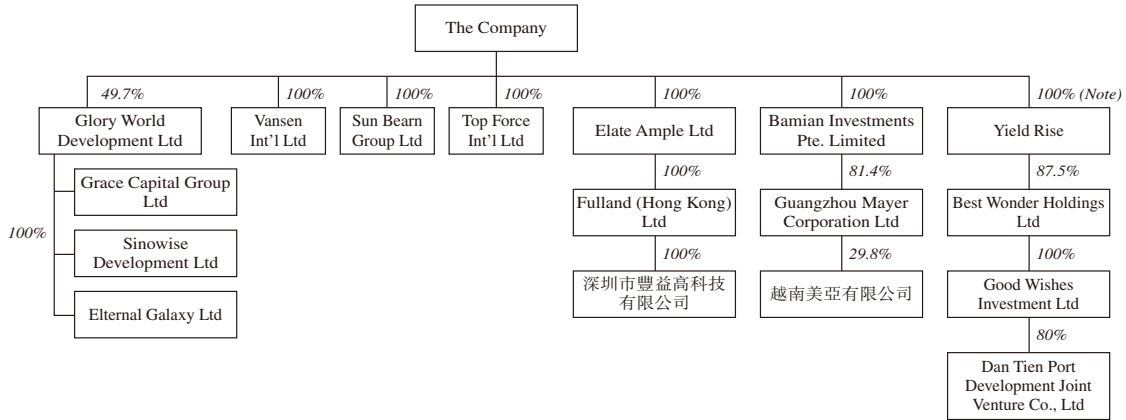 The Company
49.7%
100%
100%
100%
100%
100%
100% (Note)
Glory World
Development Ltd
Vansen
Int'l Ltd
Sun Bearn
Group Ltd
Top Force
Int'l Ltd
Elate Ample Ltd
Bamian Investments
Pte. Limited
Yield Rise
100%
Grace Capital Group
Ltd
Sinowise
Development Ltd
Elternal Galaxy Ltd
100%
Fulland (Hong Kong)
Ltd
100%
深圳市豐益高科技
有限公司
81.4%
Guangzhou Mayer
Corporation Ltd
29.8%
越南美亞有限公司
87.5%
Best Wonder Holdings
Ltd
100%
Good Wishes
Investment Ltd
80%
Dan Tien Port
Development Joint
Venture Co., Ltd